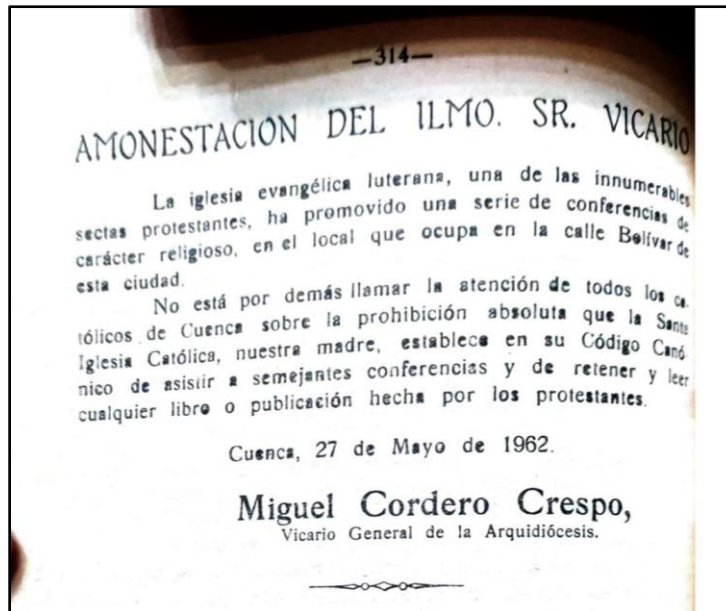 —314—
AMONESTACION DEL ILMO. SR. VICARIO
La iglesia evangélica luterana, una de las innumerables
sectas protestantes, ha promovido una serie de conferencias de
carácter religioso, en el local que ocupa en la calle Bolívar de
esta ciudad.
No está por demás llamar la atención de todos los ca-
tólicos de Cuenca sobre la prohibición absoluta que la Santa
Iglesia Católica, nuestra madre, establece en su Código Canó-
nico de asistir a semejantes conferencias y de retener y leer
cualquier libro o publicación hecha por los protestantes.
Cuenca, 27 de Mayo de 1962.
Miguel Cordero Crespo,
Vicario General de la Arquidiócesis.